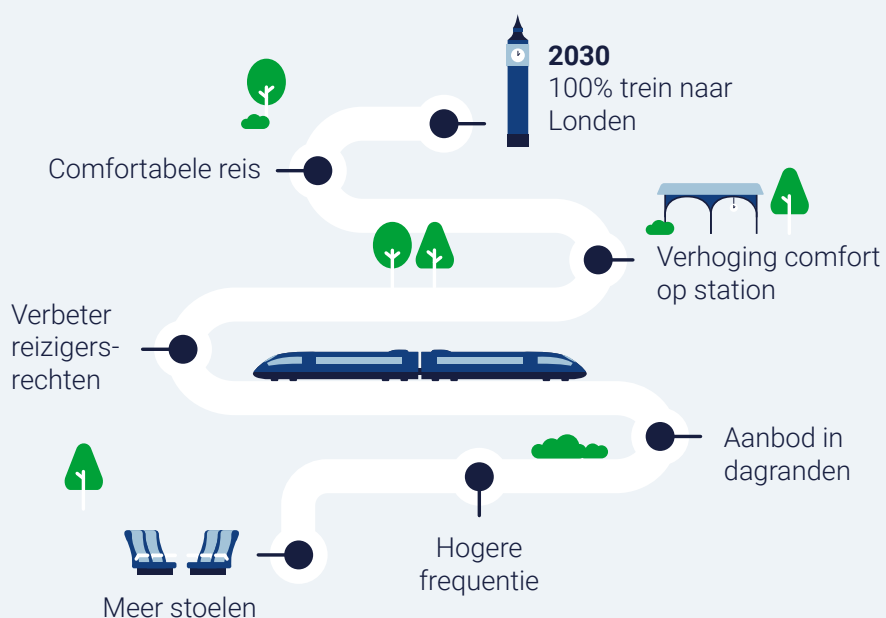 2030
100% trein naar
Londen
Comfortabele reis
Verhoging comfort
op station
Verbeter
reizigers-
rechten
Aanbod in
dagranden
Hogere
frequentie
Meer stoelen